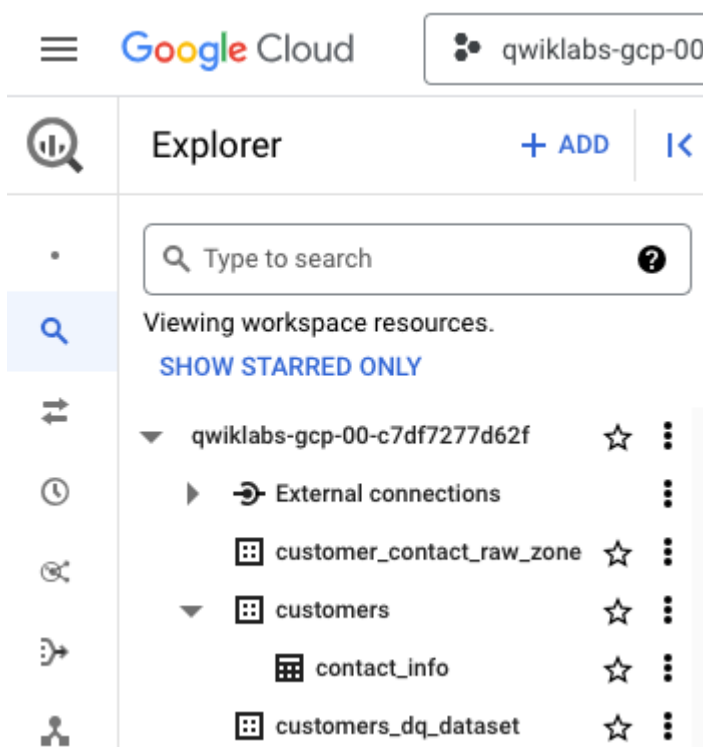 Google Cloud
qwiklabs-gcp-00
Explorer
+ ADD
Type to search
Viewing workspace resources.
SHOW STARRED ONLY
qwiklabs-gcp-00-c7df7277d62f
External connections
customer_contact_raw_zone
customers
contact_info
customers_dq_dataset